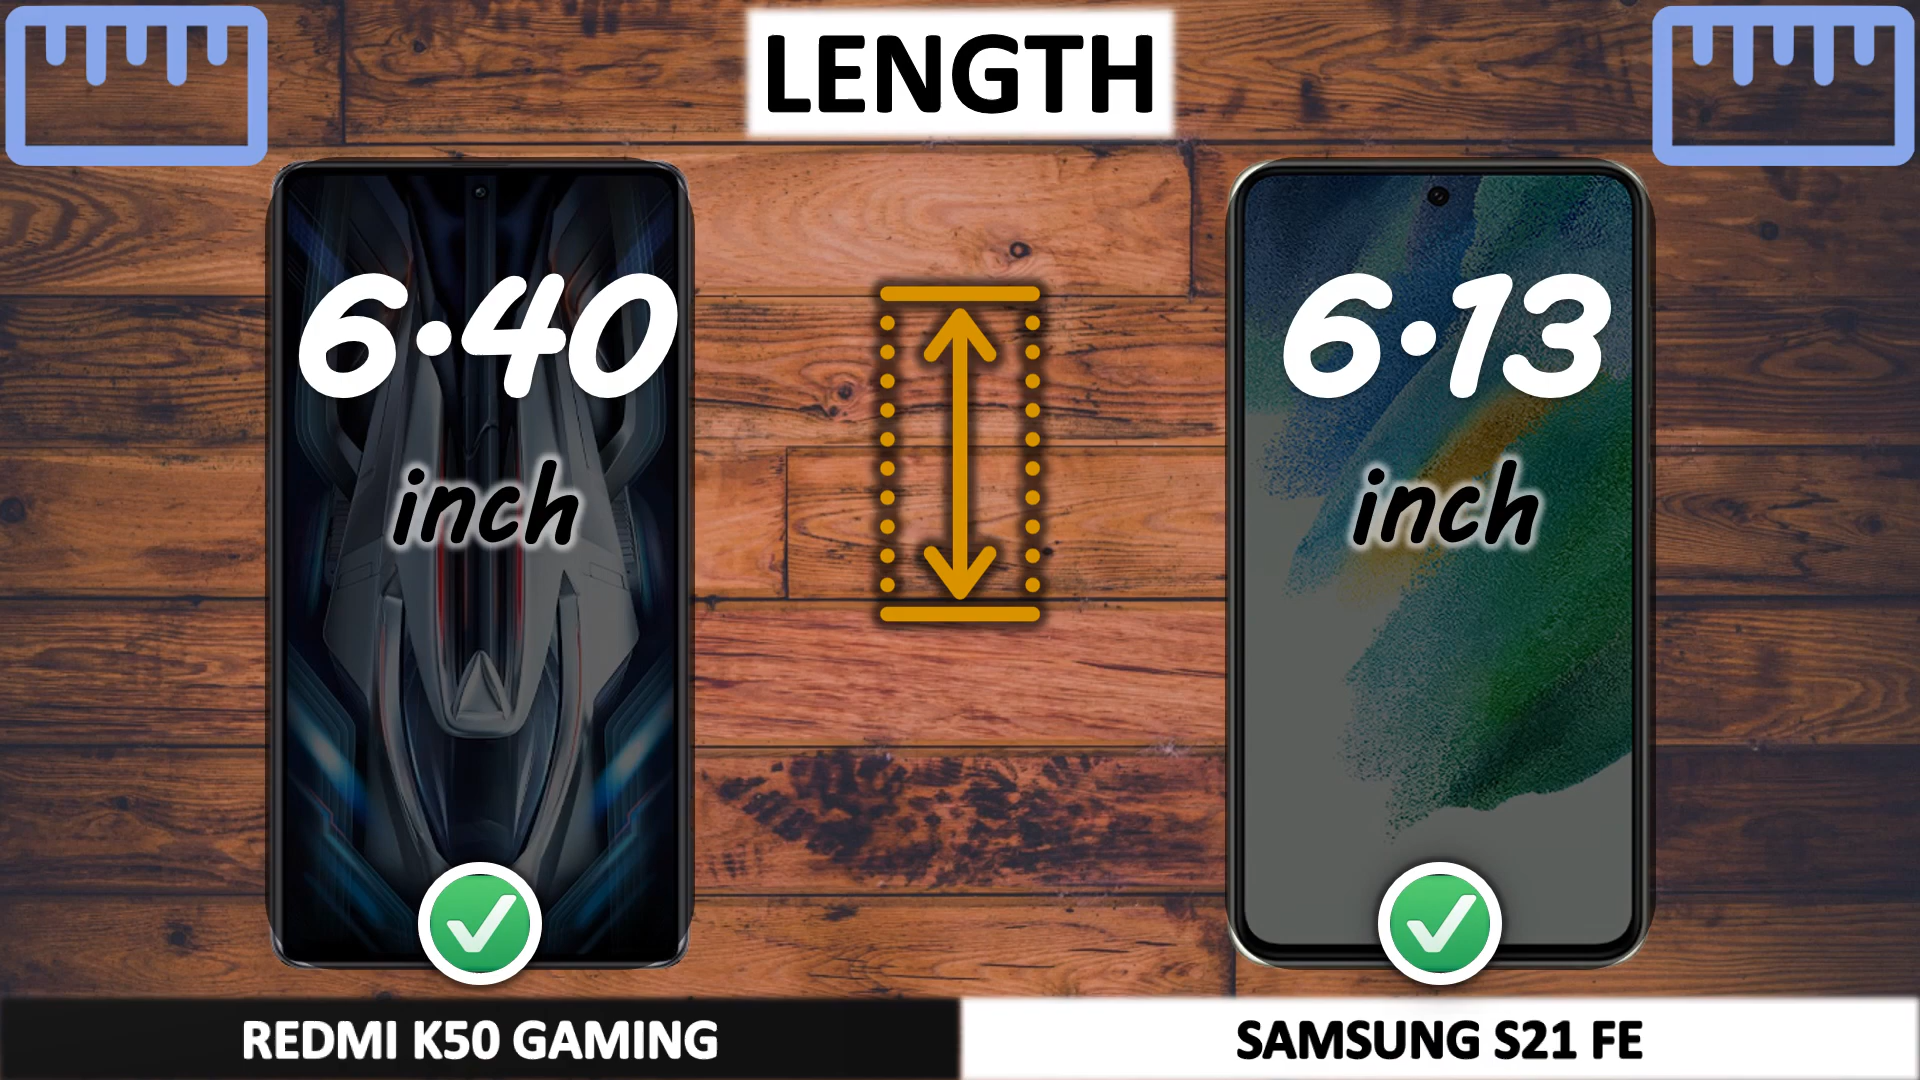 LENGTH
6.40
inch
6.13
inch
REDMI K50 GAMING
SAMSUNG S21 FE